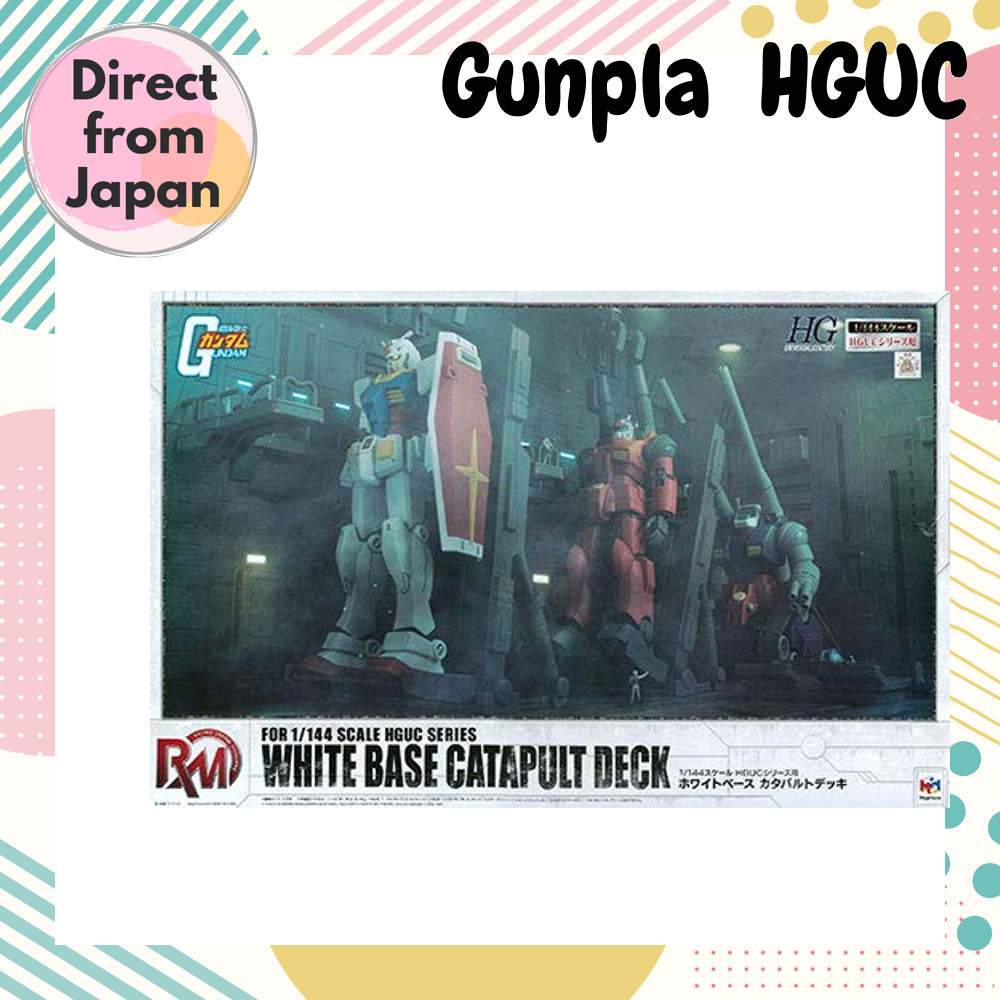 Direct
from
Japan
Gunpla HGUC
ガンダム
GUNDAM
HG
1/144スケール
HGUCシリーズ用
RM
FOR 1/144 SCALE HGUC SERIES
WHITE BASE CATAPULT DECK
1/144スケール HGUCシリーズ用
ホワイトベース カタパルトデッキ